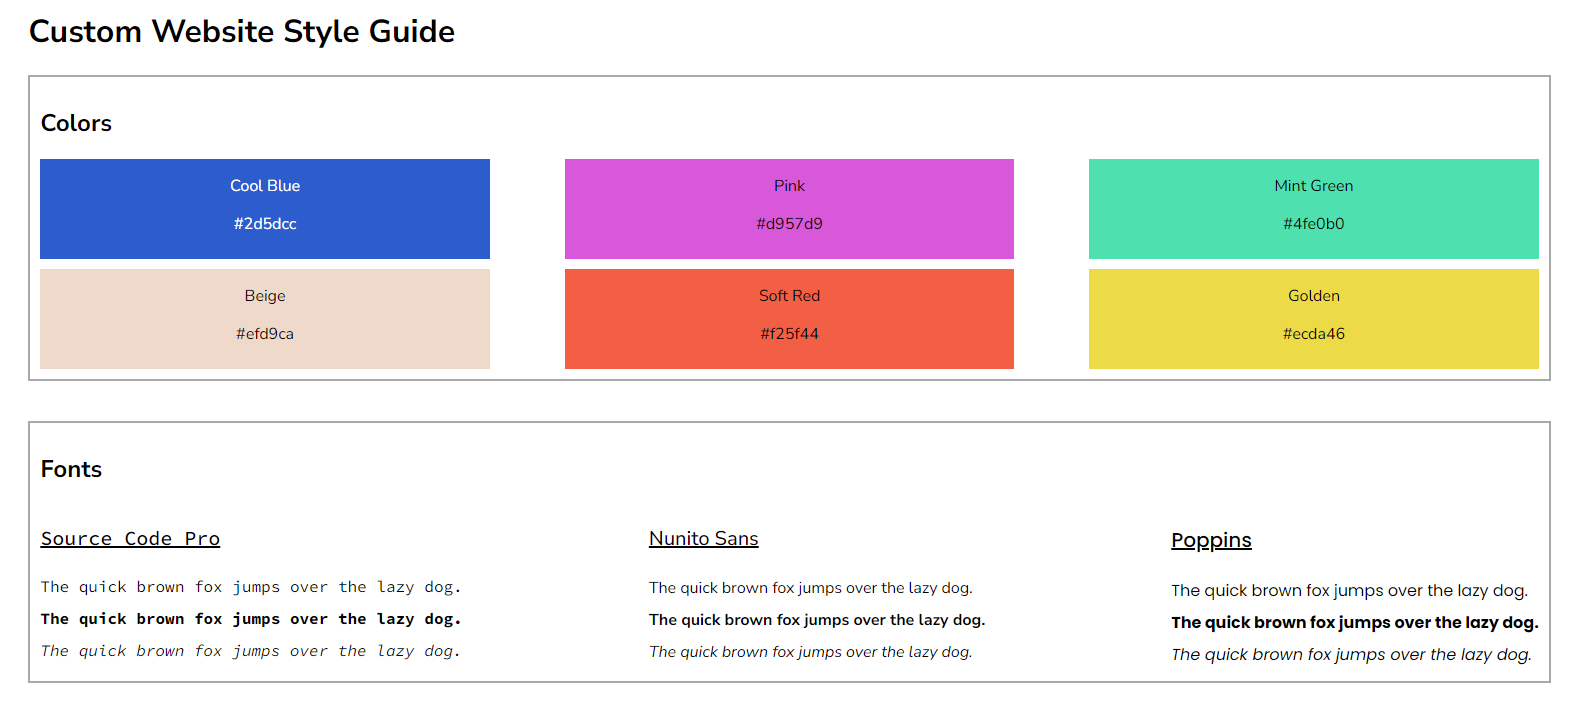 Custom Website Style Guide
Colors
Cool Blue
#2d5dcc
Pink
#d957d9
Mint Green
#4fe0b0
Beige
#efd9ca
Soft Red
#f25f44
Golden
#ecda46
Fonts
Source Code Pro
The quick brown fox jumps over the lazy dog.
The quick brown fox jumps over the lazy dog.
The quick brown fox jumps over the lazy dog.
Nunito Sans
The quick brown fox jumps over the lazy dog.
The quick brown fox jumps over the lazy dog.
The quick brown fox jumps over the lazy dog.
Poppins
The quick brown fox jumps over the lazy dog.
The quick brown fox jumps over the lazy dog.
The quick brown fox jumps over the lazy dog.